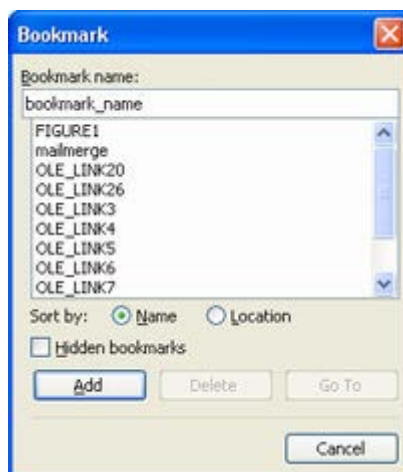 Bookmark
Bookmark name:
bookmark_name
FIGURE1
mailmerge
OLE_LINK20
OLE_LINK26
OLE_LINK3
OLE_LINK4
OLE_LINK5
OLE_LINK6
OLE_LINK7
Sort by: Name Location
Hidden bookmarks
Add Delete Go To
Cancel